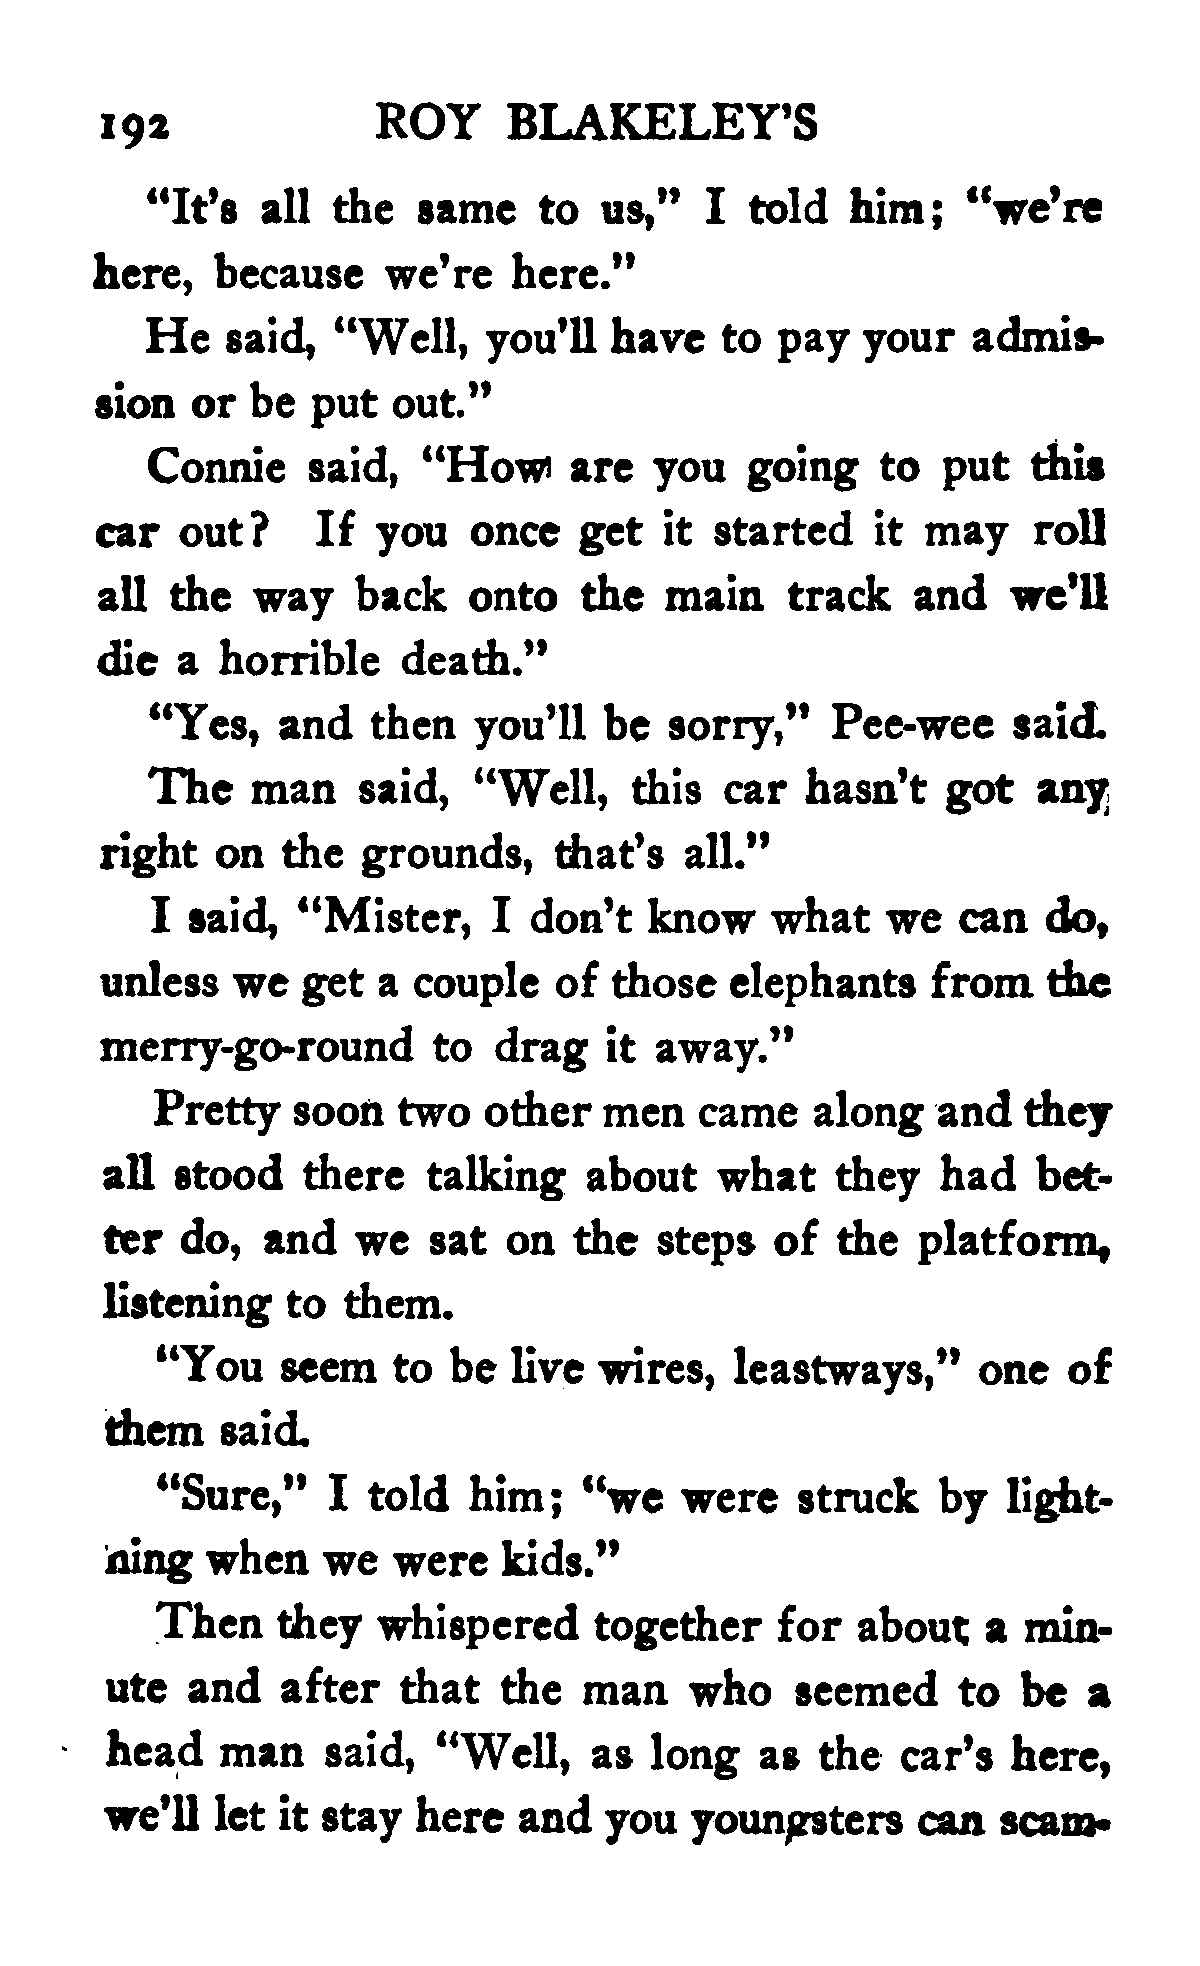 192 ROY BLAKELEY'S
"It's all the same to us," I told him; "we're
here, because we're here."
He said, "Well, you'll have to pay your admis-
sion or be put out."
Connie said, "How are you going to put this
car out? If you once get it started it may roll
all the way back onto the main track and we'll
die a horrible death."
"Yes, and then you'll be sorry," Pee-wee said.
The man said, "Well, this car hasn't got any
right on the grounds, that's all."
I said, "Mister, I don't know what we can do,
unless we get a couple of those elephants from the
merry-go-round to drag it away."
Pretty soon two other men came along and they
all stood there talking about what they had bet-
ter do, and we sat on the steps of the platform,
listening to them.
"You seem to be live wires, leastways," one of
them said.
"Sure," I told him; "we were struck by light-
ning when we were kids."
Then they whispered together for about a min-
ute and after that the man who seemed to be a
head man said, "Well, as long as the car's here,
we'll let it stay here and you youngsters can scam-